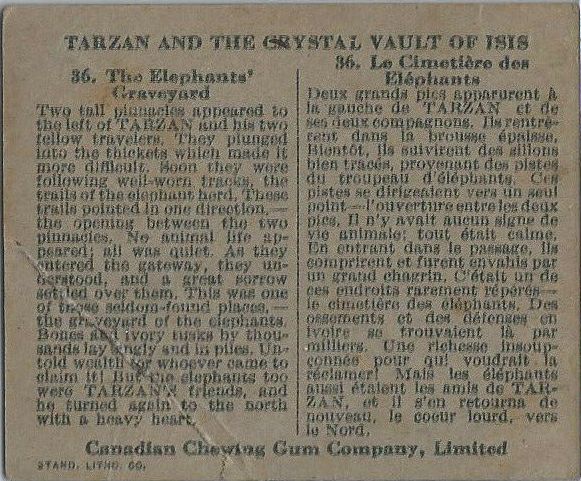 TARZAN AND THE CRYSTAL VAULT OF ISIS
36. The Elephants'
Graveyard
Two tall pinnacles appeared to
the left of TARZAN and his two
fellow travelers. They plunged
into the thickets which made it
more difficult. Soon they were
following well-worn tracks, the
trails of the elephant herd. These
trails pointed in one direction,—
the opening between the two
pinnacles. No animal life ap-
peared; all was quiet. As they
entered the gateway, they un-
derstood, and a great sorrow
settled over them. This was one
of those seldom-found places,—
the graveyard of the elephants.
Bones and ivory tusks by thou-
sands lay singly and in piles. Un-
told wealth for whoever came to
claim it! But the elephants too
were TARZAN'S friends, and
he turned again to the north
with a heavy heart.
36. Le Cimetière des
Eléphants
Deux grands pics apparurent à
la gauche de TARZAN et de
ses deux compagnons. Ils rentrè-
rent dans la brousse épaisse.
Bientôt, ils suivirent des sillons
bien tracés, provenant des pistes
du troupeau d'éléphants. Ces
pistes se dirigeaient vers un seul
point—l'ouverture entre les deux
pics. Il n'y avait aucun signe de
vie animale; tout était calme.
En entrant dans le passage, ils
comprirent et furent envahis par
un grand chagrin. C'était un de
ces endroits rarement répérés—
le cimetière des eléphants. Des
ossements et des défenses en
ivoire se trouvaient là par
milliers. Une richesse insoup-
çonnée pour qui voudrait la
réclamer! Mais les éléphants
aussi étaient les amis de TAR-
ZAN, et il s'en retourna de
nouveau, le coeur lourd, vers
le Nord.
Canadian Chewing Gum Company, Limited
STAND. LITHO. CO.